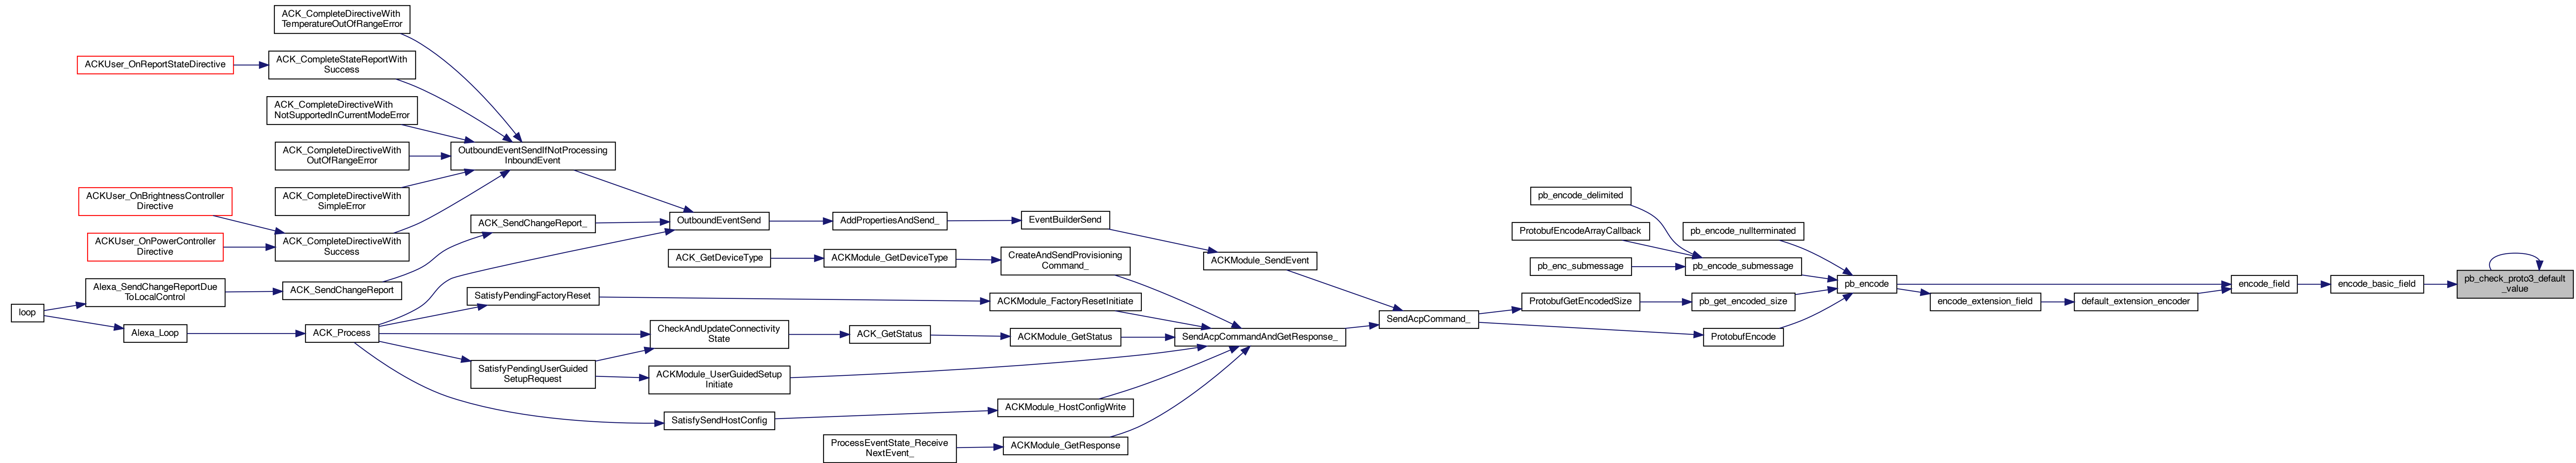 ACK_CompleteDirectiveWith
TemperatureOutOfRangeError
ACKUser_OnReportStateDirective
ACK_CompleteStateReportWith
Success
ACK_CompleteDirectiveWith
NotSupportedInCurrentModeError
ACK_CompleteDirectiveWith
OutOfRangeError
OutboundEventSendIfNotProcessing
InboundEvent
ACKUser_OnBrightnessController
Directive
ACK_CompleteDirectiveWith
SimpleError
ACKUser_OnPowerController
Directive
ACK_CompleteDirectiveWith
Success
ACK_SendChangeReport_
OutboundEventSend
AddPropertiesAndSend_
EventBuilderSend
ACK_GetDeviceType
ACKModule_GetDeviceType
CreateAndSendProvisioning
Command_
ACKModule_SendEvent
loop
Alexa_SendChangeReportDue
ToLocalControl
ACK_SendChangeReport
Alexa_Loop
ACK_Process
SatisfyPendingFactoryReset
ACKModule_FactoryResetInitiate
CheckAndUpdateConnectivity
State
ACK_GetStatus
ACKModule_GetStatus
SendAcpCommandAndGetResponse_
SendAcpCommand_
SatisfyPendingUserGuided
SetupRequest
ACKModule_UserGuidedSetup
Initiate
SatisfySendHostConfig
ACKModule_HostConfigWrite
ProcessEventState_Receive
NextEvent_
ACKModule_GetResponse
pb_encode_delimited
ProtobufEncodeArrayCallback
pb_encode_nullterminated
pb_enc_submessage
pb_encode_submessage
ProtobufGetEncodedSize
pb_get_encoded_size
ProtobufEncode
pb_encode
encode_extension_field
default_extension_encoder
encode_field
encode_basic_field
pb_check_proto3_default
_value